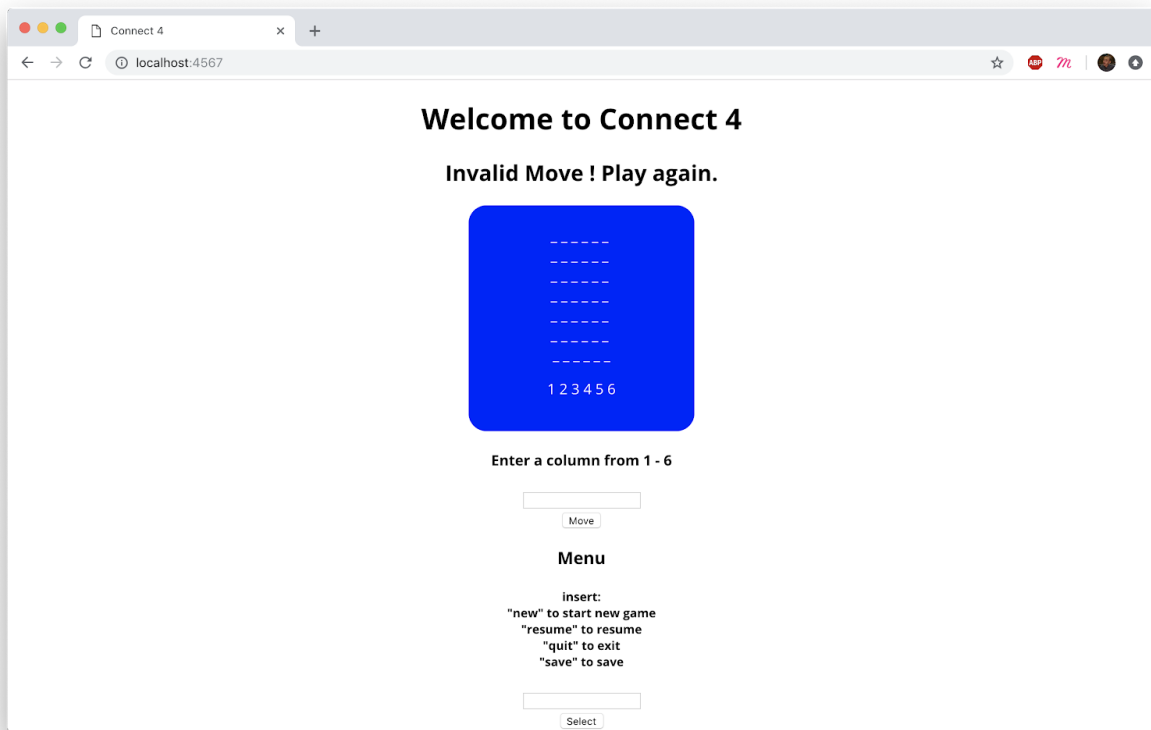 Connect 4
localhost:4567
ABP
m
Welcome to Connect 4
Invalid Move ! Play again.
_ _ _ _ _ _
_ _ _ _ _ _
_ _ _ _ _ _
_ _ _ _ _ _
_ _ _ _ _ _
_ _ _ _ _ _
_ _ _ _ _ _
1 2 3 4 5 6
Enter a column from 1 - 6
Move
Menu
insert:
"new" to start new game
"resume" to resume
"quit" to exit
"save" to save
Select